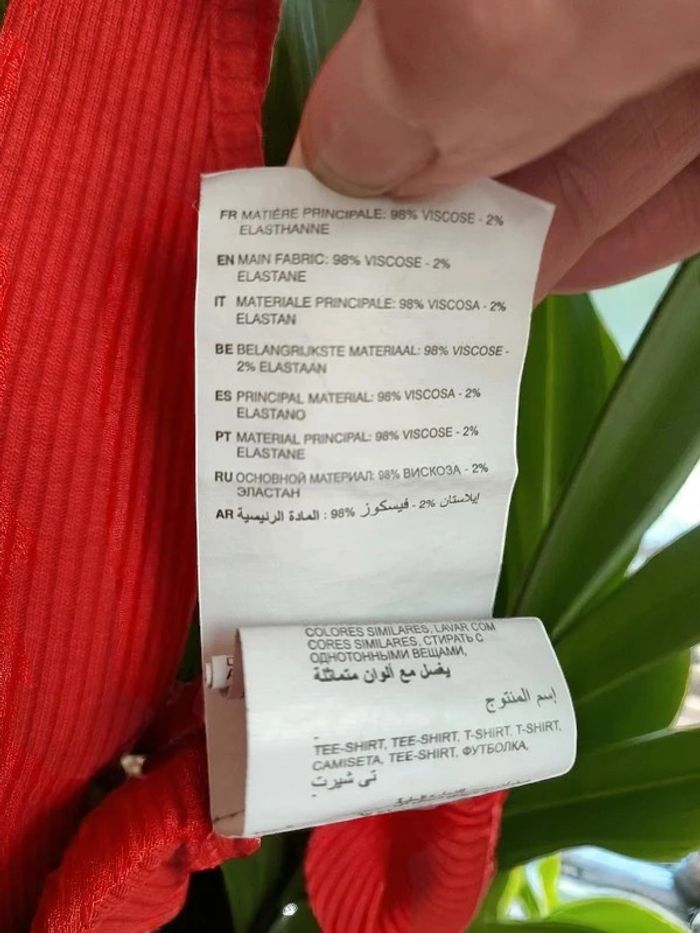 FR MATIÈRE PRINCIPALE: 98% VISCOSE - 2%
ELASTHANNE
EN MAIN FABRIC: 98% VISCOSE - 2%
ELASTANE
IT MATERIALE PRINCIPALE: 98% VISCOSA - 2%
ELASTAN
BE BELANGRIJKSTE MATERIAAL: 98% VISCOSE -
2% ELASTAAN
ES PRINCIPAL MATERIAL: 98% VISCOSA - 2%
ELASTANO
PT MATERIAL PRINCIPAL: 98% VISCOSE - 2%
ELASTANE
RU ОСНОВНОЙ МАТЕРИАЛ: 98% ВИСКОЗА - 2%
ЭЛАСТАН
AR المادة الرئيسية : 98% فيسكوز - 2% إيلاستان
COLORES SIMILARES, LAVAR COM
CORES SIMILARES, СТИРАТЬ С
ОДНОТОННЫМИ ВЕЩАМИ,
يغسل مع ألوان متماثلة
إسم المنتوج
-
TEE-SHIRT, TEE-SHIRT, T-SHIRT, T-SHIRT,
CAMISETA, TEE-SHIRT, ФУТБОЛКА,
تي شيرت
-